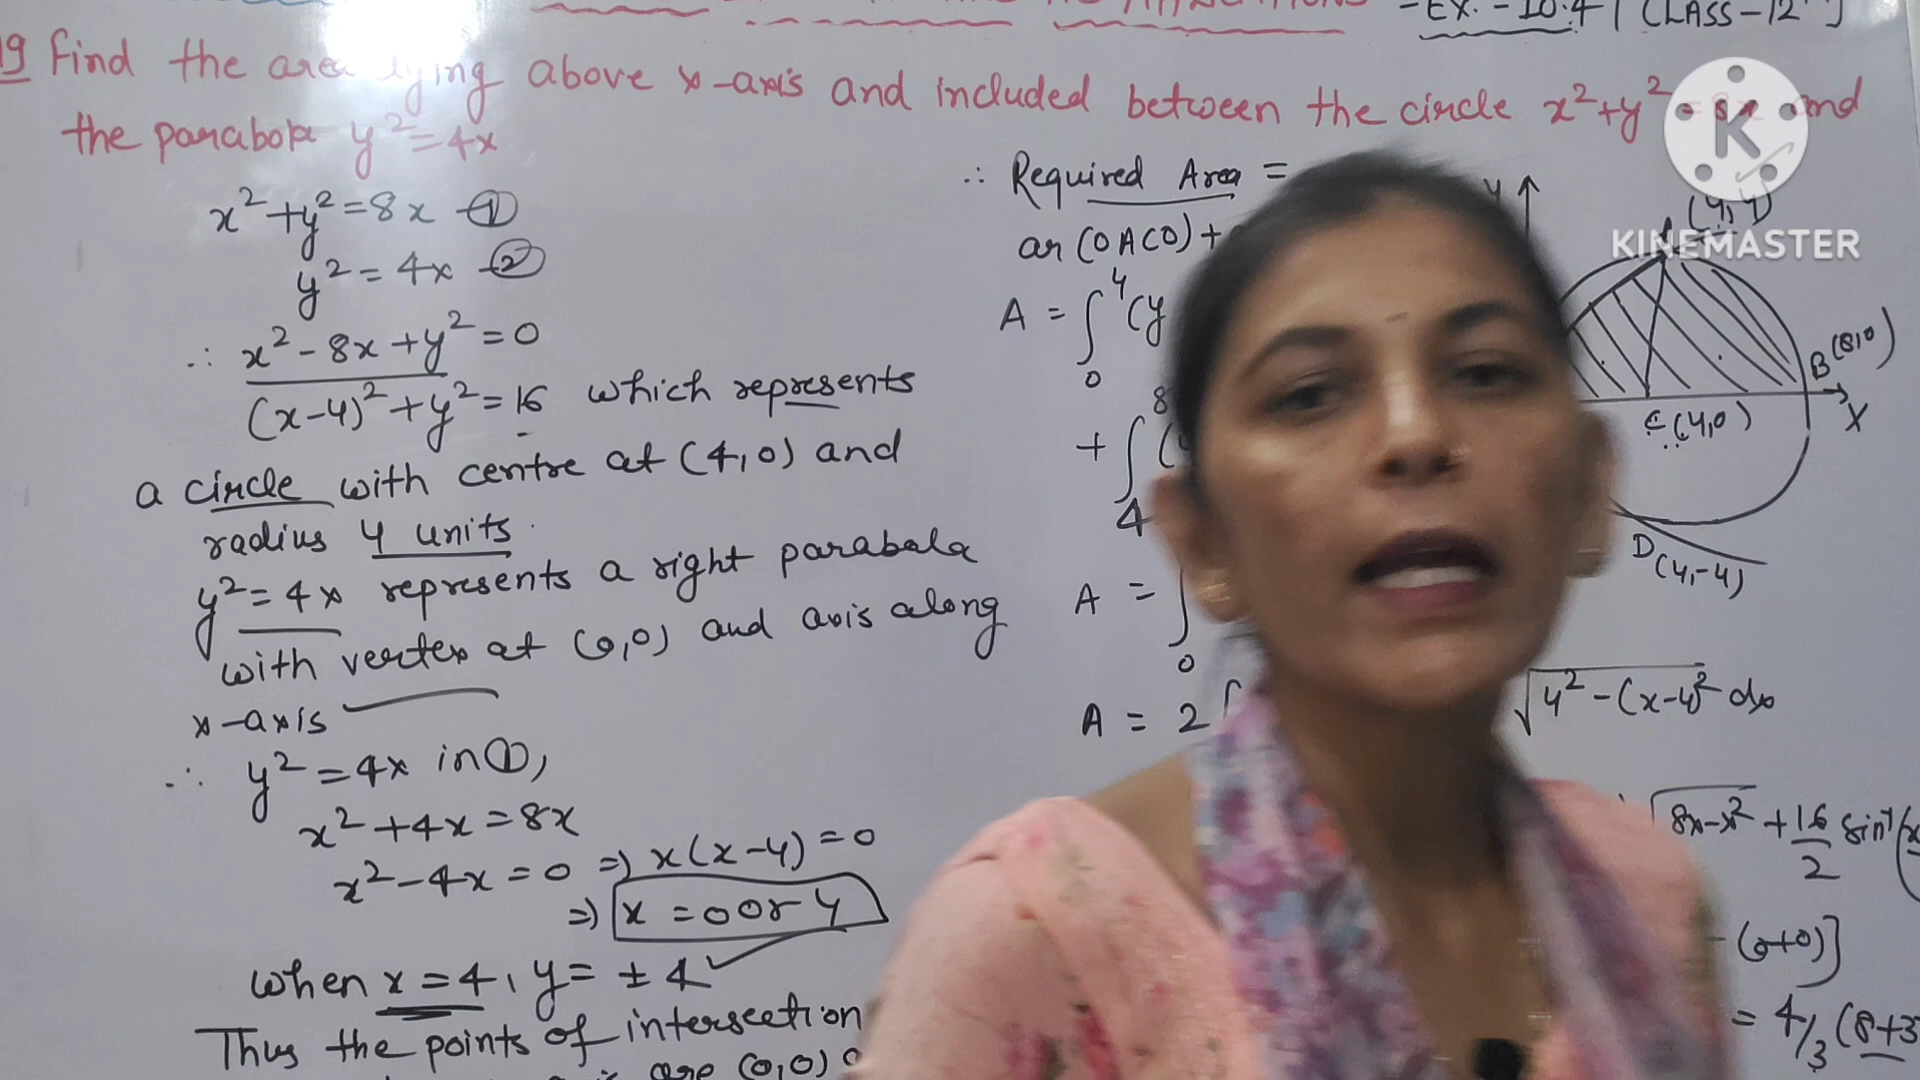 EX. - 10.4 | CLASS-12
19 Find the area lying above x-axis and included between the circle x²+y²=8x and
the parabola y²=4x
x²+y²=8x -①
y²=4x -②
∴ x²-8x+y²=0
(x-4)²+y²=16 which represents
a circle with centre at (4,0) and
radius 4 units.
y²=4x represents a right parabola
with vertex at (0,0) and axis along
x-axis
∴ y²=4x in①,
x²+4x=8x
x²-4x=0 ⇒ x(x-4)=0
⇒ x=0 or 4
When x=4, y=±4
Thus the points of intersection
are (0,0)
∴ Required Area =
ar(OACO)+
A = ∫₀⁴ (y
+ ∫₄⁸ (
A = ∫₀
A = 2∫ √4²-(x-4)² dx
√8x-x² + 16/2 sin⁻¹(x
(0+0)]
= 4/3 (8+3
Y
(4,4)
A
B(8,0)
C(4,0)
X
D(4,-4)
K
KINEMASTER